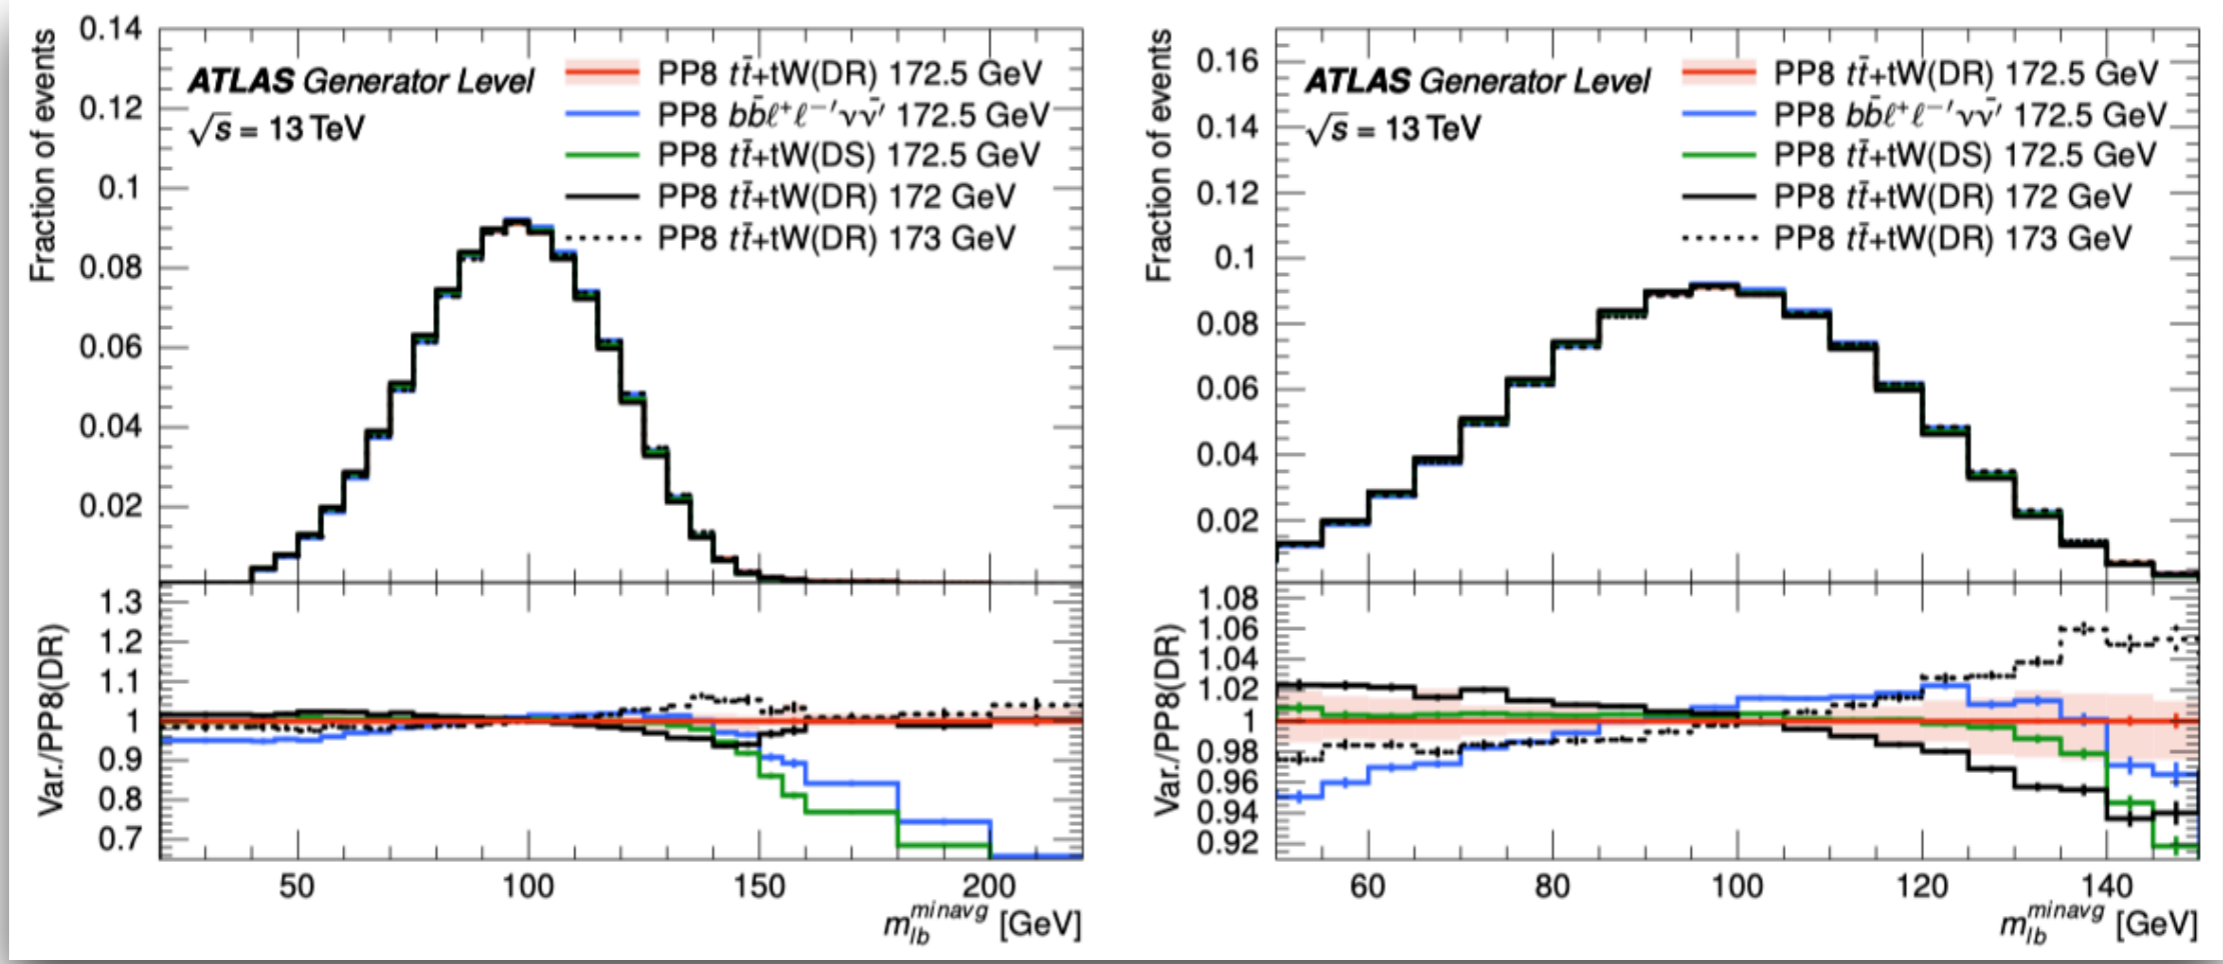 Fraction of events
0.14
0.12
0.1
0.08
0.06
0.04
0.02
ATLAS Generator Level
√s = 13 TeV
PP8 tt̄+tW(DR) 172.5 GeV
PP8 bb̄ℓ⁺ℓ⁻′νν̄′ 172.5 GeV
PP8 tt̄+tW(DS) 172.5 GeV
PP8 tt̄+tW(DR) 172 GeV
PP8 tt̄+tW(DR) 173 GeV
Var./PP8(DR)
1.3
1.2
1.1
1
0.9
0.8
0.7
50 100 150 200
m_lb^minavg [GeV]
Fraction of events
0.16
0.14
0.12
0.1
0.08
0.06
0.04
0.02
ATLAS Generator Level
√s = 13 TeV
PP8 tt̄+tW(DR) 172.5 GeV
PP8 bb̄ℓ⁺ℓ⁻′νν̄′ 172.5 GeV
PP8 tt̄+tW(DS) 172.5 GeV
PP8 tt̄+tW(DR) 172 GeV
PP8 tt̄+tW(DR) 173 GeV
Var./PP8(DR)
1.08
1.06
1.04
1.02
1
0.98
0.96
0.94
0.92
60 80 100 120 140
m_lb^minavg [GeV]